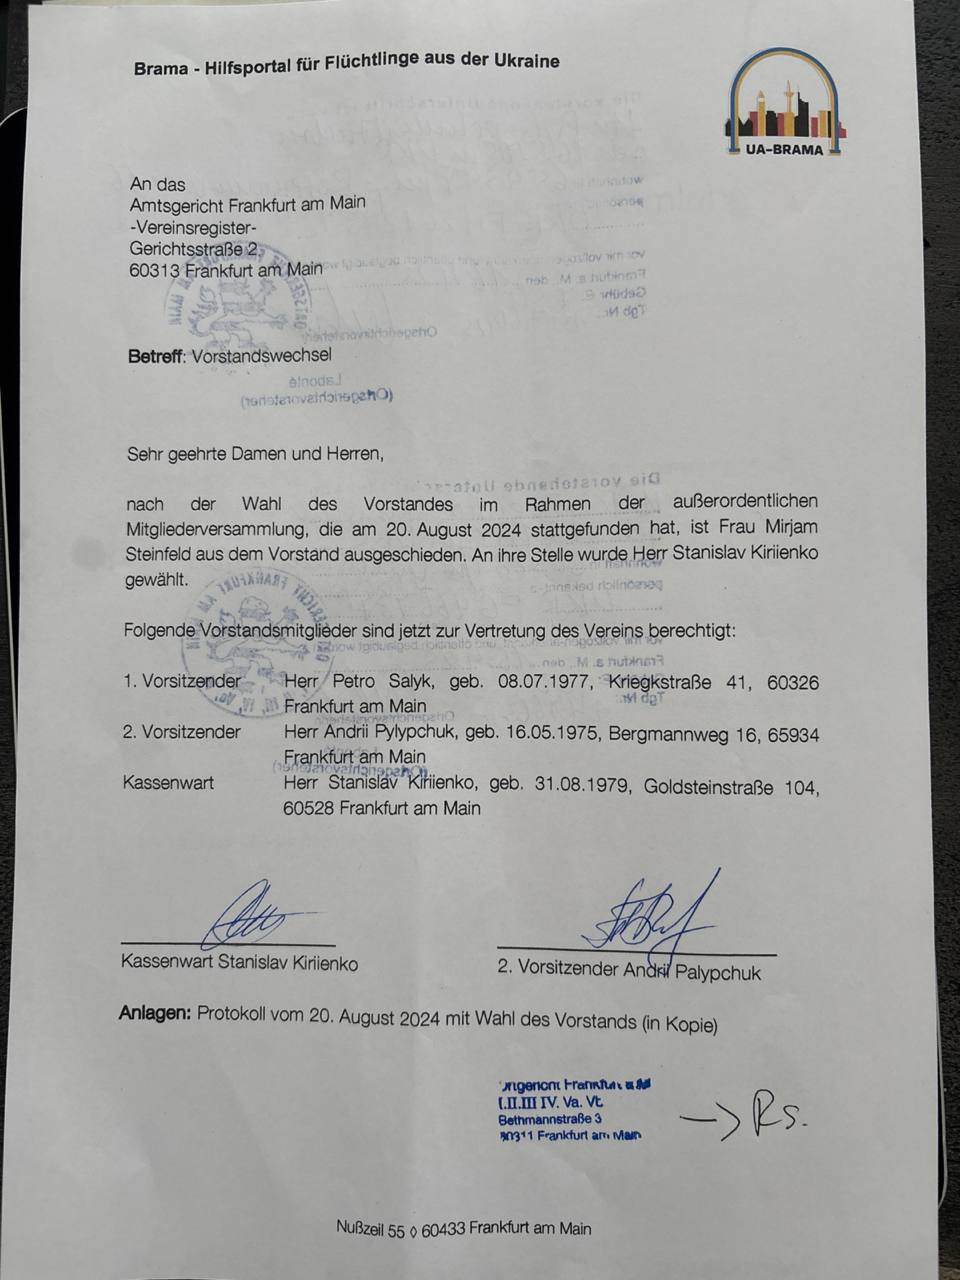 Brama - Hilfsportal für Flüchtlinge aus der Ukraine
UA-BRAMA
An das
Amtsgericht Frankfurt am Main
-Vereinsregister-
Gerichtsstraße 2
60313 Frankfurt am Main
Betreff: Vorstandswechsel
Labonté
(Ortsgerichtsvorsteher)
Sehr geehrte Damen und Herren,
nach der Wahl des Vorstandes im Rahmen der außerordentlichen
Mitgliederversammlung, die am 20. August 2024 stattgefunden hat, ist Frau Mirjam
Steinfeld aus dem Vorstand ausgeschieden. An ihre Stelle wurde Herr Stanislav Kiriienko
gewählt.
Folgende Vorstandsmitglieder sind jetzt zur Vertretung des Vereins berechtigt:
1. Vorsitzender Herr Petro Salyk, geb. 08.07.1977, Kriegkstraße 41, 60326
Frankfurt am Main
2. Vorsitzender Herr Andrii Pylypchuk, geb. 16.05.1975, Bergmannweg 16, 65934
Frankfurt am Main
Kassenwart Herr Stanislav Kiriienko, geb. 31.08.1979, Goldsteinstraße 104,
60528 Frankfurt am Main
Kassenwart Stanislav Kiriienko
2. Vorsitzender Andrii Palypchuk
Anlagen: Protokoll vom 20. August 2024 mit Wahl des Vorstands (in Kopie)
I.II.III IV. Va. Vt.
Bethmannstraße 3
60311 Frankfurt am Main
→ Rs.
Nußzeil 55 ◊ 60433 Frankfurt am Main